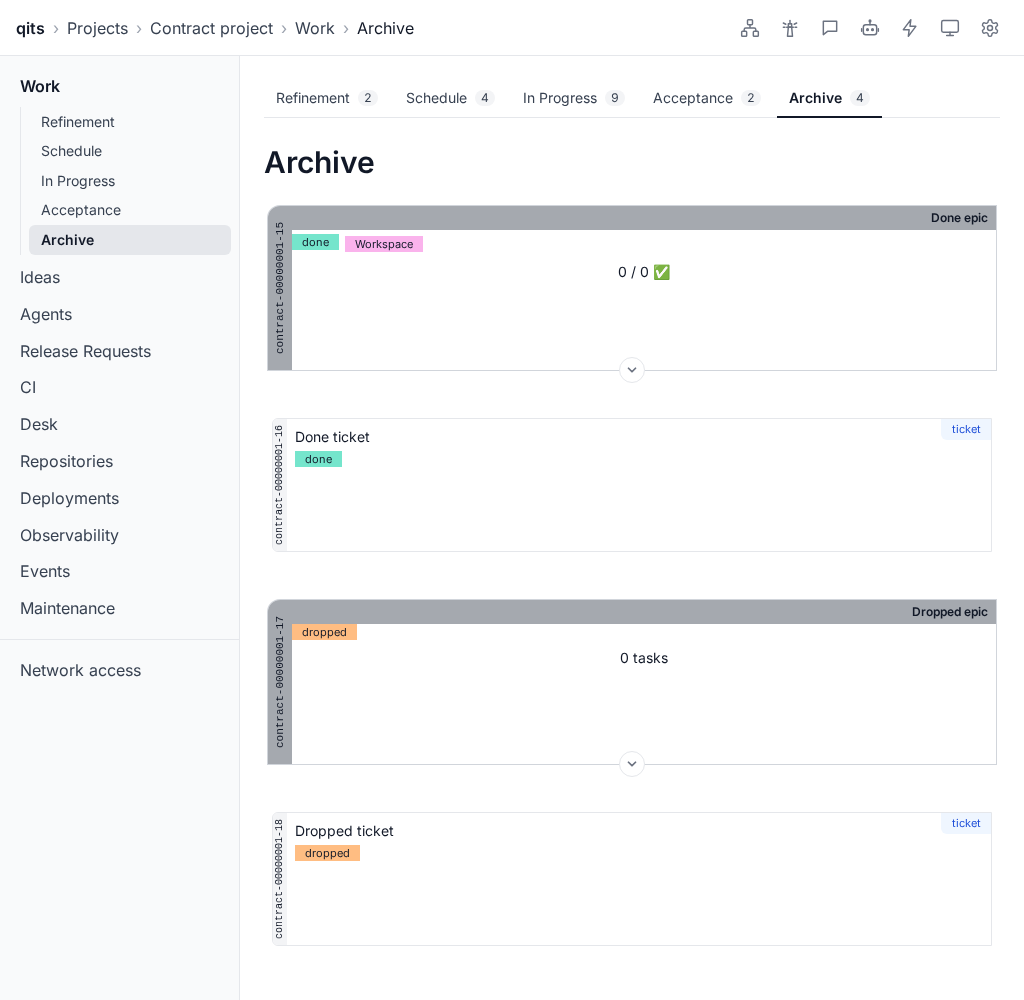 qits › Projects › Contract project › Work › Archive
Work
Refinement
Schedule
In Progress
Acceptance
Archive
Ideas
Agents
Release Requests
CI
Desk
Repositories
Deployments
Observability
Events
Maintenance
Network access
Refinement 2 Schedule 4 In Progress 9 Acceptance 2 Archive 4
Archive
contract-00000001-15
Done epic
done Workspace
0 / 0 ✅
contract-00000001-16
Done ticket
ticket
done
contract-00000001-17
Dropped epic
dropped
0 tasks
contract-00000001-18
Dropped ticket
ticket
dropped